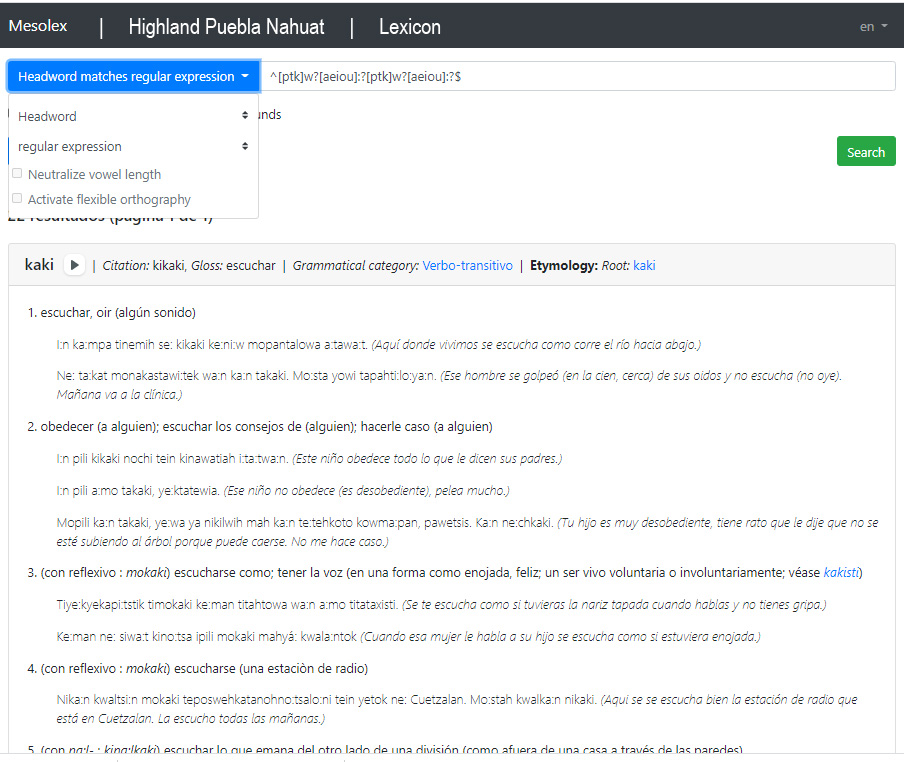 Mesolex | Highland Puebla Nahuat | Lexicon en
Headword matches regular expression ^[ptk]w?[aeiou]:?[ptk]w?[aeiou]:?$
Headword
regular expression
Search
Neutralize vowel length
Activate flexible orthography
22 resultados (página 1 de 1)
kaki | Citation: kikaki, Gloss: escuchar | Grammatical category: Verbo-transitivo | Etymology: Root: kaki
1. escuchar, oir (algún sonido)
I:n ka:mpa tinemih se: kikaki ke:ni:w mopantalowa a:tawa:t. (Aquí donde vivimos se escucha como corre el río hacia abajo.)
Ne: ta:kat monakastawi:tek wa:n ka:n takaki. Mo:sta yowi tapahti:lo:ya:n. (Ese hombre se golpeó (en la cien, cerca) de sus oidos y no escucha (no oye).
Mañana va a la clínica.)
2. obedecer (a alguien); escuchar los consejos de (alguien); hacerle caso (a alguien)
I:n pili kikaki nochi tein kinawatiah i:ta:twa:n. (Este niño obedece todo lo que le dicen sus padres.)
I:n pili a:mo takaki, ye:ktatewia. (Ese niño no obedece (es desobediente), pelea mucho.)
Mopili ka:n takaki, ye:wa ya nikilwih mah ka:n te:tehkoto kowma:pan, pawetsis. Ka:n ne:chkaki. (Tu hijo es muy desobediente, tiene rato que le dije que no se
esté subiendo al árbol porque puede caerse. No me hace caso.)
3. (con reflexivo : mokaki) escucharse como; tener la voz (en una forma como enojada, feliz; un ser vivo voluntaria o involuntariamente; véase kakisti)
Tiye:kyekapi:tstik timokaki ke:man titahtowa wa:n a:mo titataxisti. (Se te escucha como si tuvieras la nariz tapada cuando hablas y no tienes gripa.)
Ke:man ne: siwa:t kino:tsa ipili mokaki mahyá: kwala:ntok (Cuando esa mujer le habla a su hijo se escucha como si estuviera enojada.)
4. (con reflexivo : mokaki) escucharse (una estaciòn de radio)
Nika:n kwaltsi:n mokaki teposwehkatanohno:tsalo:ni tein yetok ne: Cuetzalan. Mo:stah kwalka:n nikaki. (Aqui se se escucha bien la estación de radio que
está en Cuetzalan. La escucho todas las mañanas.)
5. (con na:l- : kina:lkaki) escuchar lo que emana del otro lado de una división (como afuera de una casa a través de las paredes)